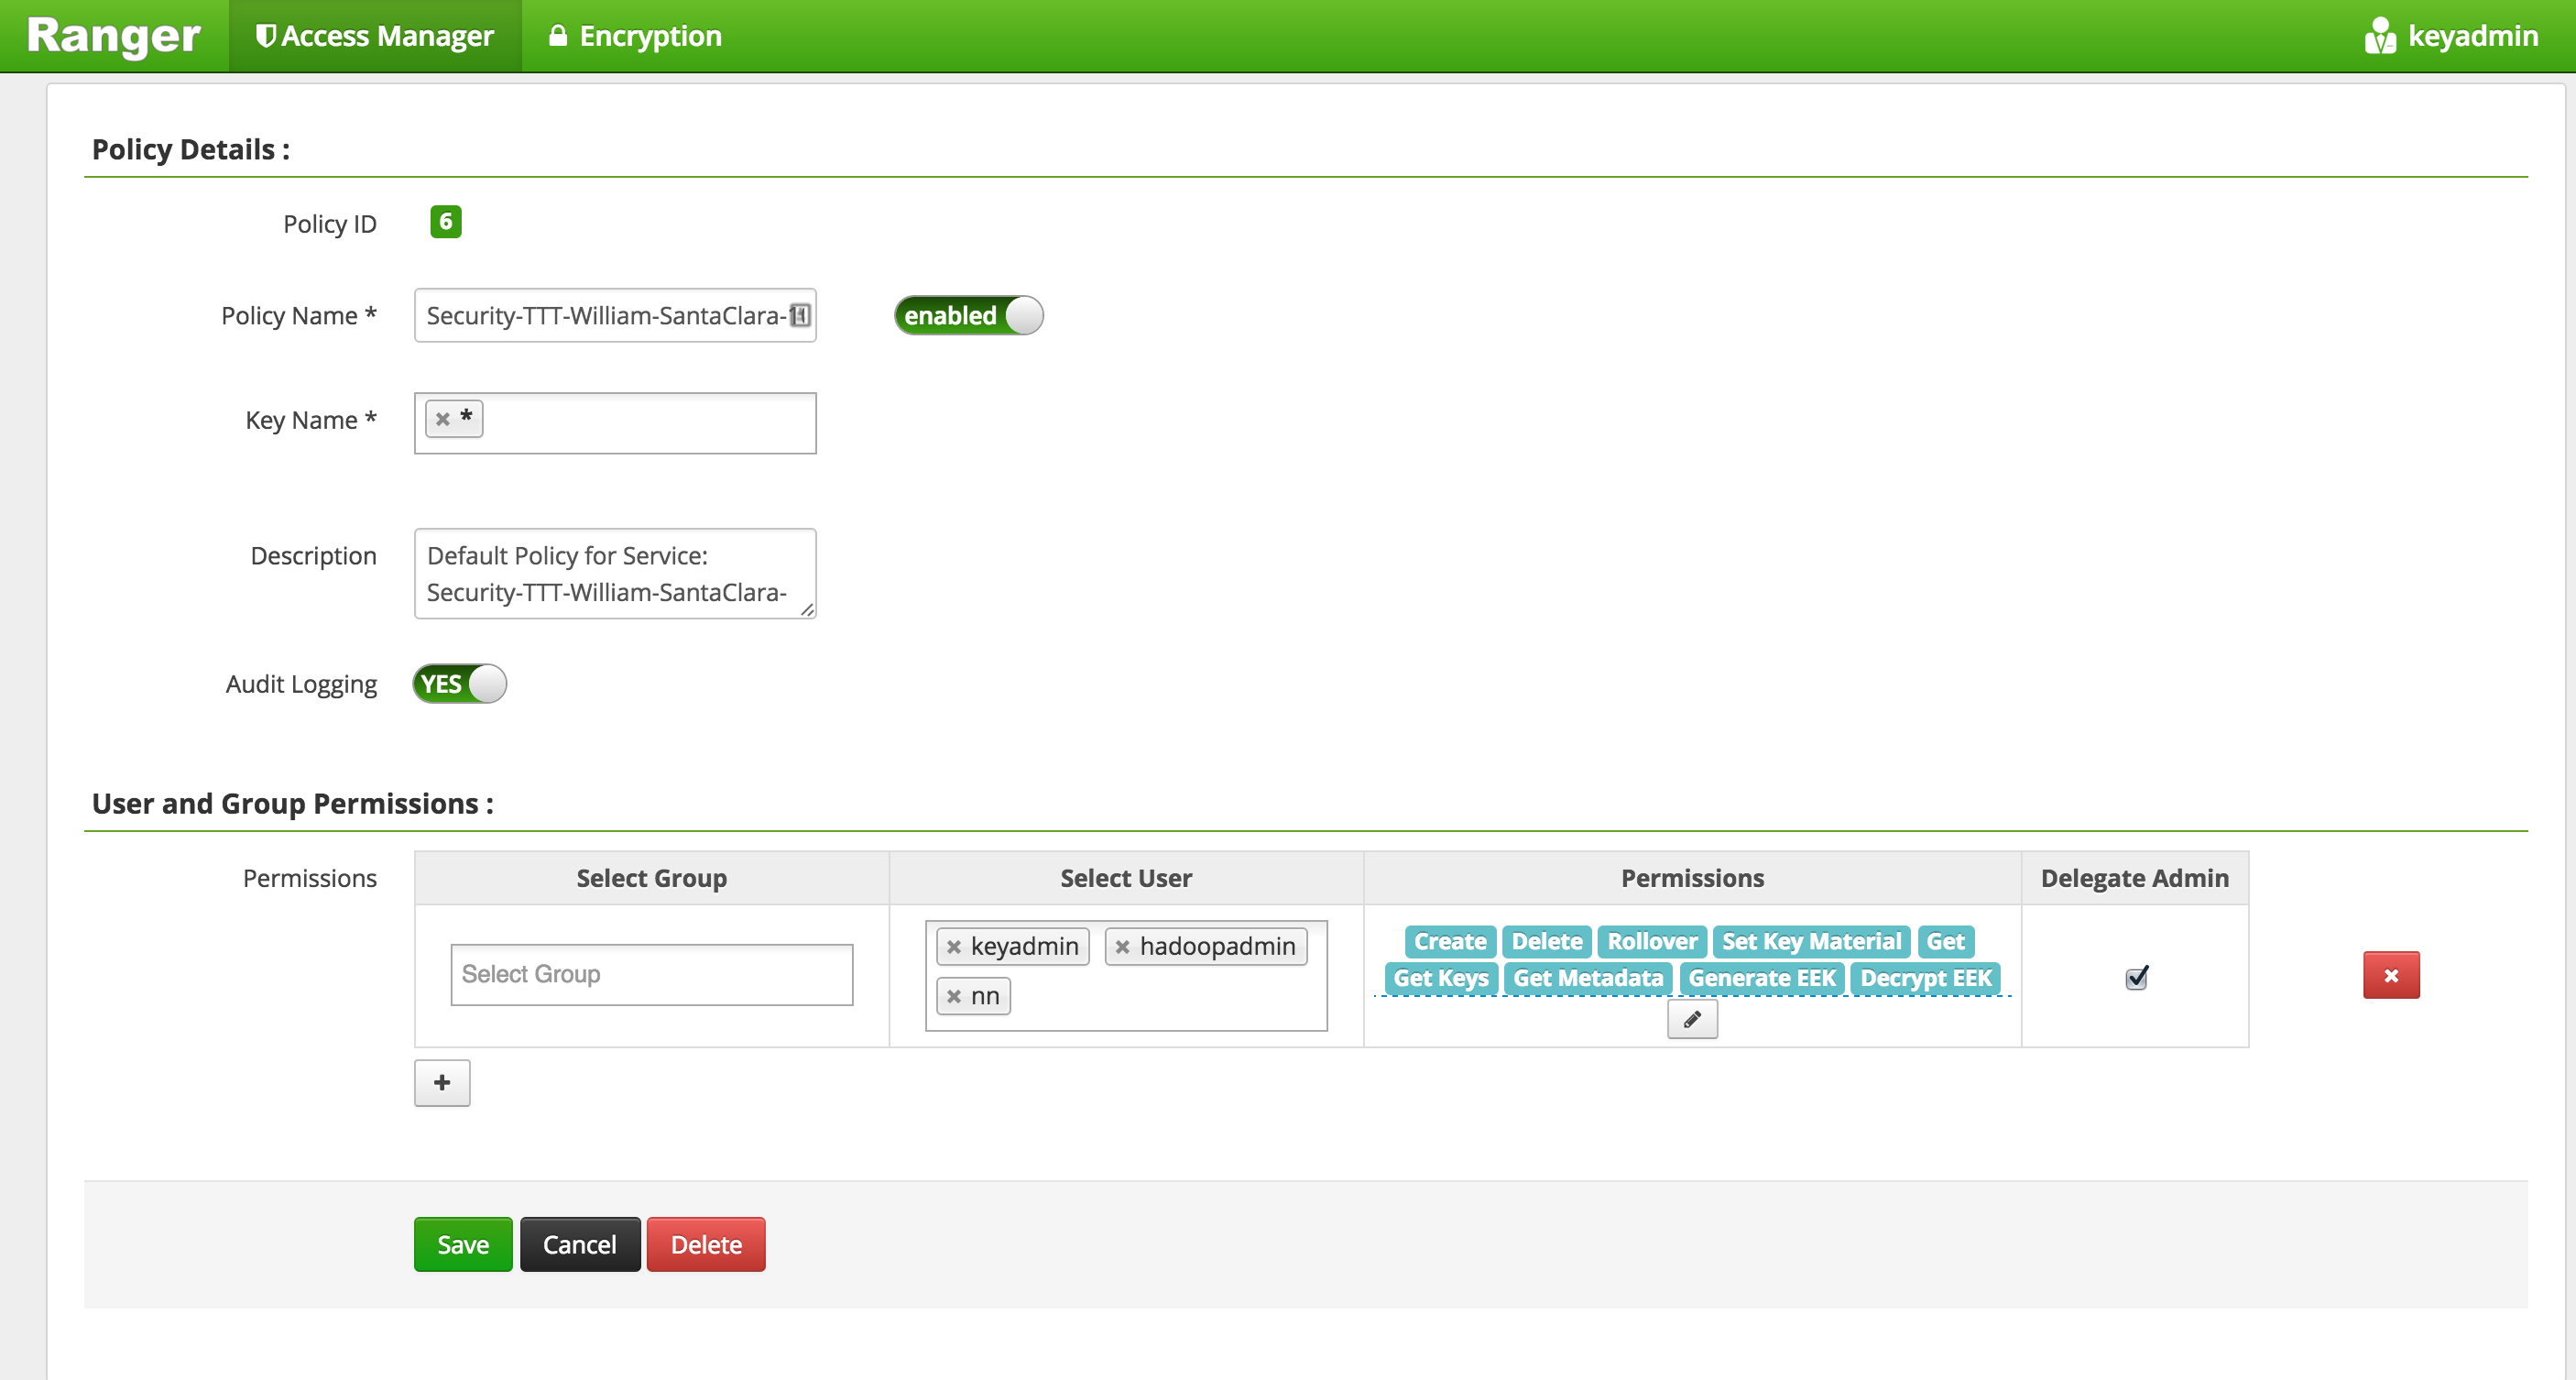 Ranger Access Manager Encryption keyadmin
Policy Details :
Policy ID 6
Policy Name * Security-TTT-William-SantaClara- enabled
Key Name * *
Description Default Policy for Service:
Security-TTT-William-SantaClara-
Audit Logging YES
User and Group Permissions :
Permissions Select Group Select User Permissions Delegate Admin
Select Group
keyadmin hadoopadmin
nn
Create Delete Rollover Set Key Material Get
Get Keys Get Metadata Generate EEK Decrypt EEK
Save Cancel Delete